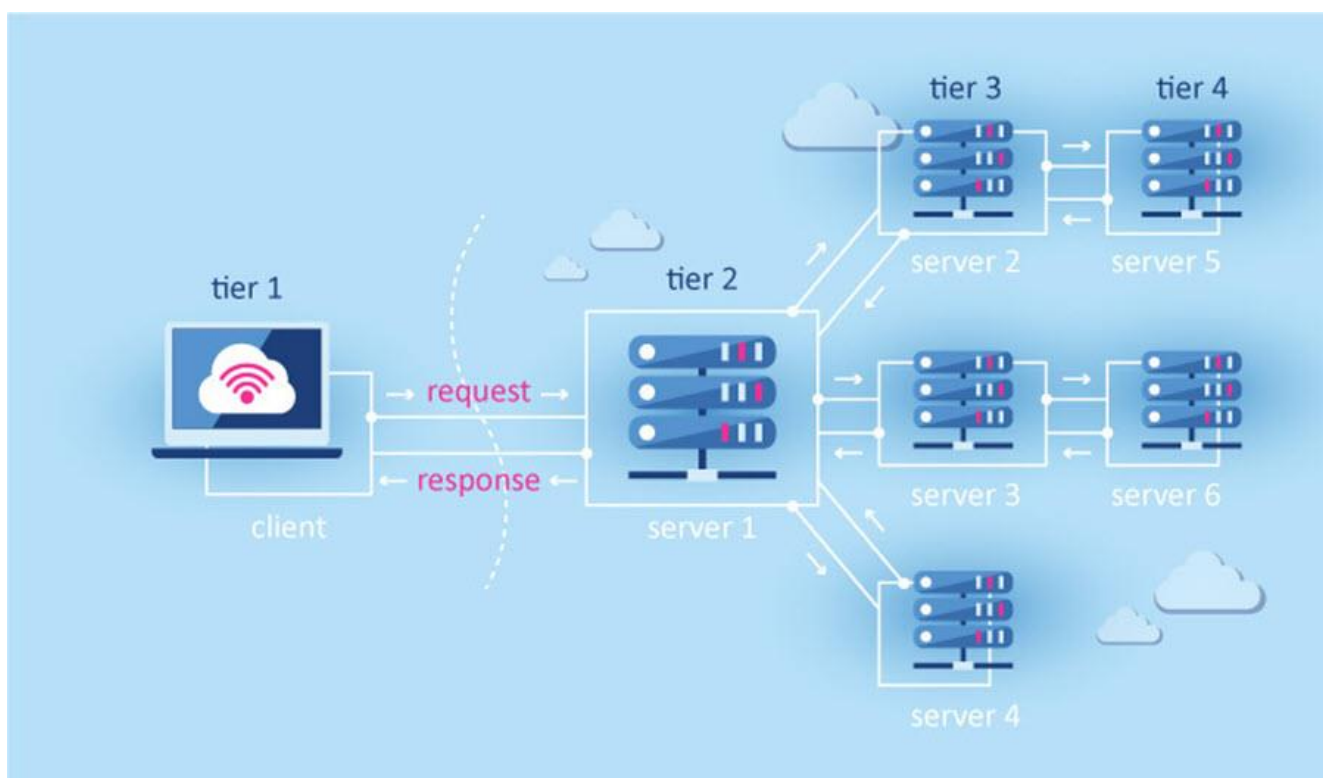 tier 3
tier 4
server 2
server 5
tier 1
tier 2
request
response
client
server 1
server 3
server 6
server 4